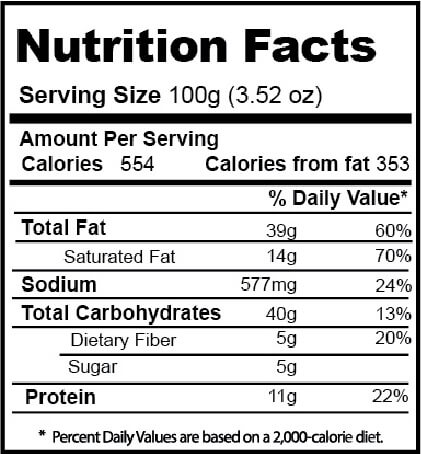 Nutrition Facts
Serving Size 100g (3.52 oz)
Amount Per Serving
Calories 554 Calories from fat 353
% Daily Value*
Total Fat 39g 60%
Saturated Fat 14g 70%
Sodium 577mg 24%
Total Carbohydrates 40g 13%
Dietary Fiber 5g 20%
Sugar 5g
Protein 11g 22%
* Percent Daily Values are based on a 2,000-calorie diet.